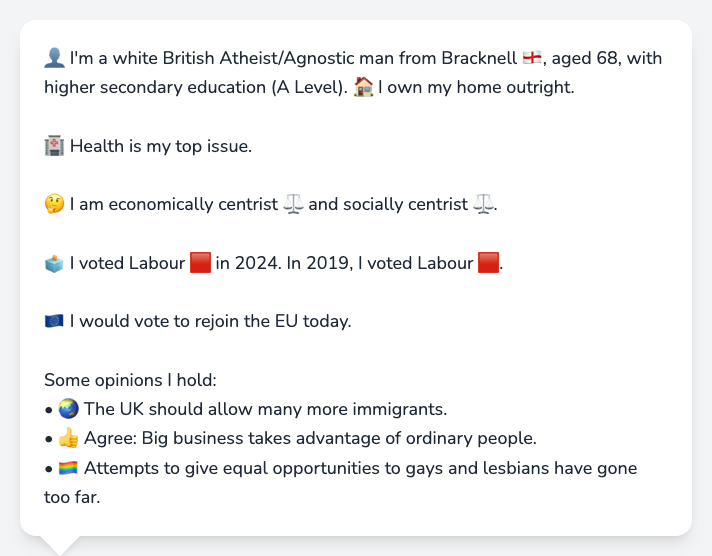 👤 I'm a white British Atheist/Agnostic man from Bracknell 🏴󠁧󠁢󠁥󠁮󠁧󠁿, aged 68, with
higher secondary education (A Level). 🏠 I own my home outright.
🏥 Health is my top issue.
🤔 I am economically centrist ⚖️ and socially centrist ⚖️.
🗳️ I voted Labour 🟥 in 2024. In 2019, I voted Labour 🟥.
🇪🇺 I would vote to rejoin the EU today.
Some opinions I hold:
• 🌏 The UK should allow many more immigrants.
• 👍 Agree: Big business takes advantage of ordinary people.
• 🏳️‍🌈 Attempts to give equal opportunities to gays and lesbians have gone
too far.